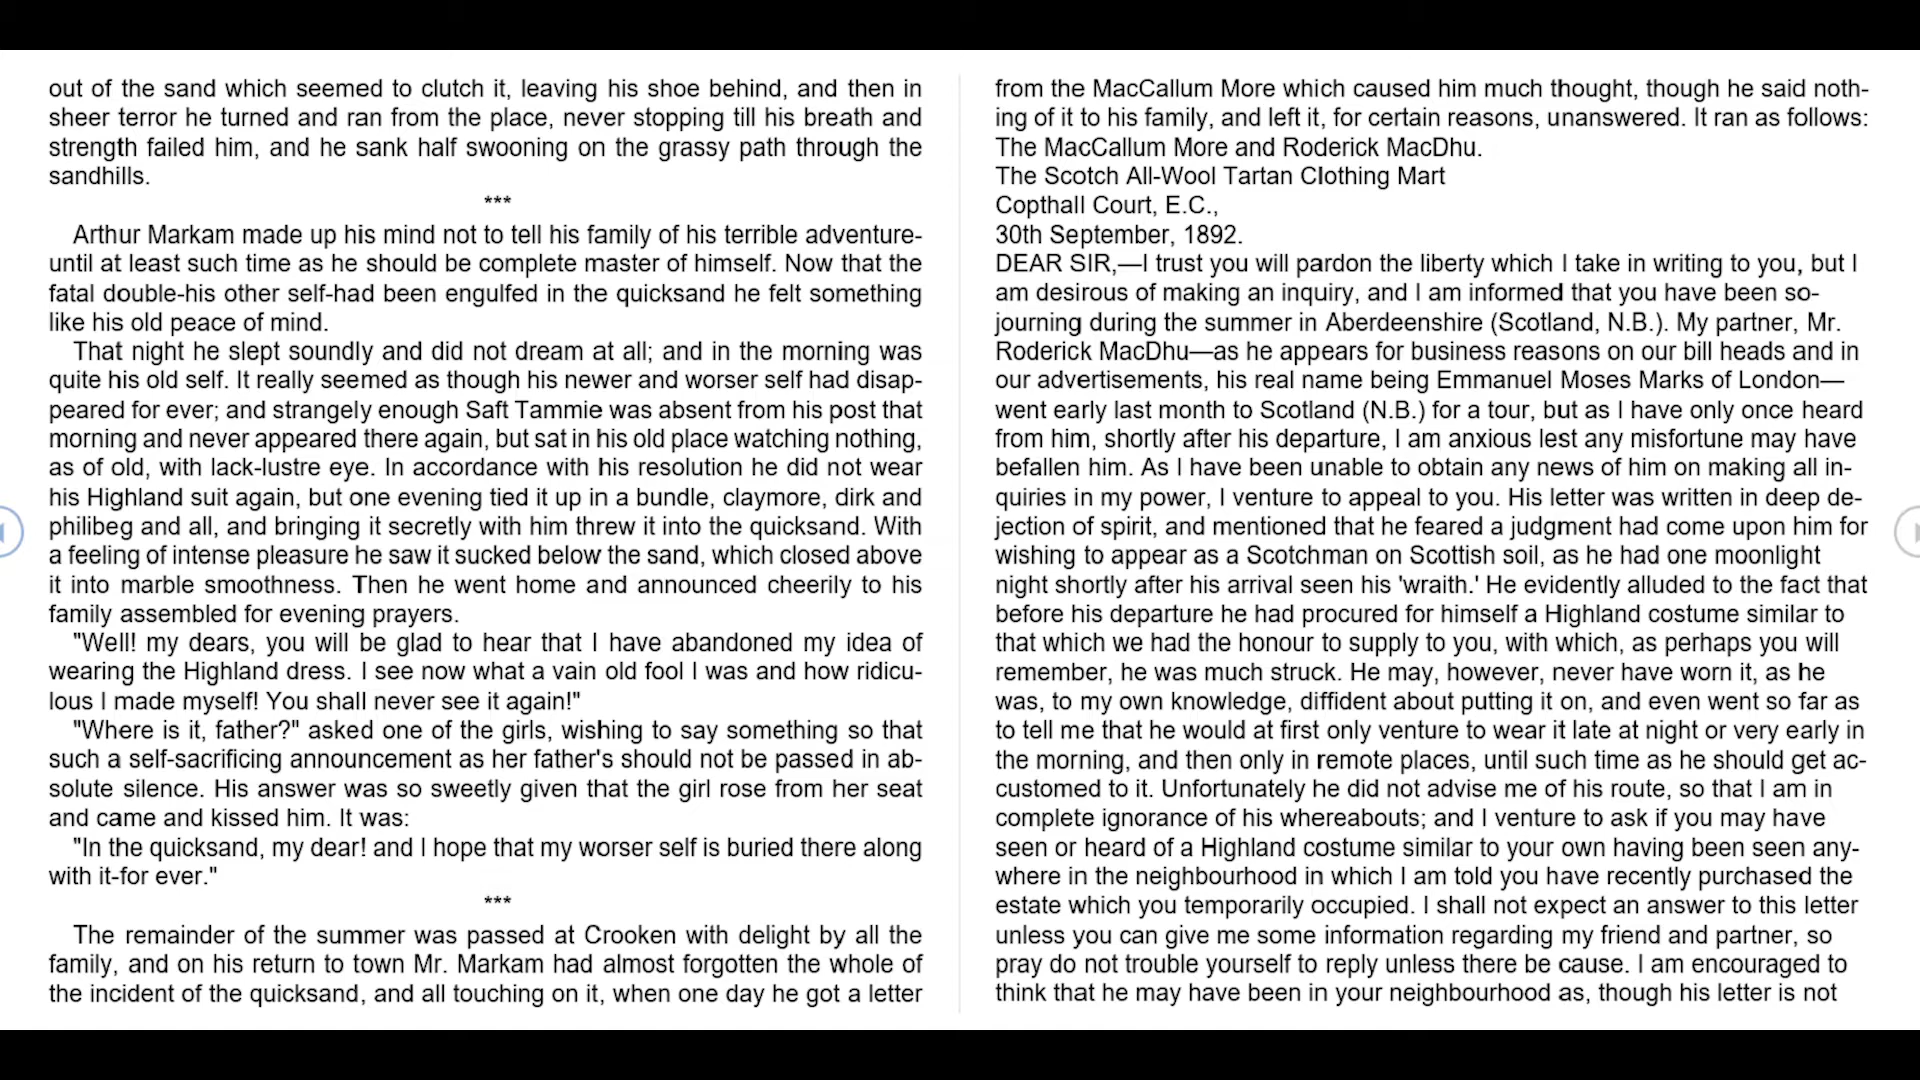 out of the sand which seemed to clutch it, leaving his shoe behind, and then in
sheer terror he turned and ran from the place, never stopping till his breath and
strength failed him, and he sank half swooning on the grassy path through the
sandhills.
***
Arthur Markam made up his mind not to tell his family of his terrible adventure-
until at least such time as he should be complete master of himself. Now that the
fatal double-his other self-had been engulfed in the quicksand he felt something
like his old peace of mind.
That night he slept soundly and did not dream at all; and in the morning was
quite his old self. It really seemed as though his newer and worser self had disap-
peared for ever; and strangely enough Saft Tammie was absent from his post that
morning and never appeared there again, but sat in his old place watching nothing,
as of old, with lack-lustre eye. In accordance with his resolution he did not wear
his Highland suit again, but one evening tied it up in a bundle, claymore, dirk and
philibeg and all, and bringing it secretly with him threw it into the quicksand. With
a feeling of intense pleasure he saw it sucked below the sand, which closed above
it into marble smoothness. Then he went home and announced cheerily to his
family assembled for evening prayers.
"Well! my dears, you will be glad to hear that I have abandoned my idea of
wearing the Highland dress. I see now what a vain old fool I was and how ridicu-
lous I made myself! You shall never see it again!"
"Where is it, father?" asked one of the girls, wishing to say something so that
such a self-sacrificing announcement as her father's should not be passed in ab-
solute silence. His answer was so sweetly given that the girl rose from her seat
and came and kissed him. It was:
"In the quicksand, my dear! and I hope that my worser self is buried there along
with it-for ever."
***
The remainder of the summer was passed at Crooken with delight by all the
family, and on his return to town Mr. Markam had almost forgotten the whole of
the incident of the quicksand, and all touching on it, when one day he got a letter
from the MacCallum More which caused him much thought, though he said noth-
ing of it to his family, and left it, for certain reasons, unanswered. It ran as follows:
The MacCallum More and Roderick MacDhu.
The Scotch All-Wool Tartan Clothing Mart
Copthall Court, E.C.,
30th September, 1892.
DEAR SIR,—I trust you will pardon the liberty which I take in writing to you, but I
am desirous of making an inquiry, and I am informed that you have been so-
journing during the summer in Aberdeenshire (Scotland, N.B.). My partner, Mr.
Roderick MacDhu—as he appears for business reasons on our bill heads and in
our advertisements, his real name being Emmanuel Moses Marks of London—
went early last month to Scotland (N.B.) for a tour, but as I have only once heard
from him, shortly after his departure, I am anxious lest any misfortune may have
befallen him. As I have been unable to obtain any news of him on making all in-
quiries in my power, I venture to appeal to you. His letter was written in deep de-
jection of spirit, and mentioned that he feared a judgment had come upon him for
wishing to appear as a Scotchman on Scottish soil, as he had one moonlight
night shortly after his arrival seen his 'wraith.' He evidently alluded to the fact that
before his departure he had procured for himself a Highland costume similar to
that which we had the honour to supply to you, with which, as perhaps you will
remember, he was much struck. He may, however, never have worn it, as he
was, to my own knowledge, diffident about putting it on, and even went so far as
to tell me that he would at first only venture to wear it late at night or very early in
the morning, and then only in remote places, until such time as he should get ac-
customed to it. Unfortunately he did not advise me of his route, so that I am in
complete ignorance of his whereabouts; and I venture to ask if you may have
seen or heard of a Highland costume similar to your own having been seen any-
where in the neighbourhood in which I am told you have recently purchased the
estate which you temporarily occupied. I shall not expect an answer to this letter
unless you can give me some information regarding my friend and partner, so
pray do not trouble yourself to reply unless there be cause. I am encouraged to
think that he may have been in your neighbourhood as, though his letter is not